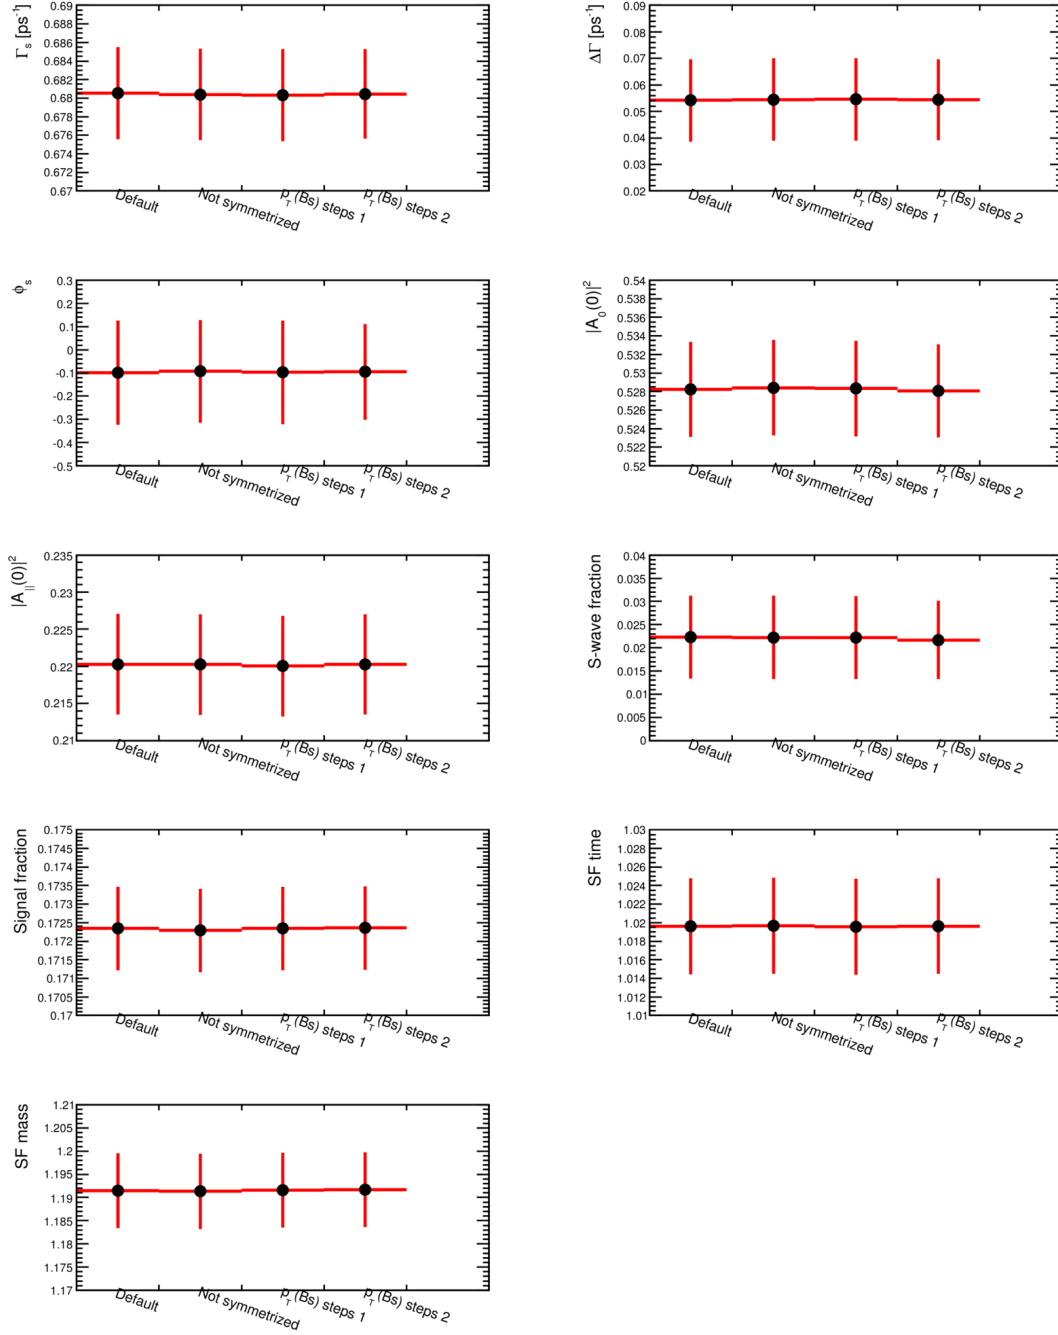 Γs [ps-1]
0.69
0.688
0.686
0.684
0.682
0.68
0.678
0.676
0.674
0.672
0.67
Default
Not symmetrized
pT(Bs) steps 1
pT(Bs) steps 2
ΔΓ [ps-1]
0.09
0.08
0.07
0.06
0.05
0.04
0.03
0.02
Default
Not symmetrized
pT(Bs) steps 1
pT(Bs) steps 2
ϕs
0.3
0.2
0.1
0
-0.1
-0.2
-0.3
-0.4
-0.5
Default
Not symmetrized
pT(Bs) steps 1
pT(Bs) steps 2
|A0(0)|2
0.54
0.538
0.536
0.534
0.532
0.53
0.528
0.526
0.524
0.522
0.52
Default
Not symmetrized
pT(Bs) steps 1
pT(Bs) steps 2
|A||(0)|2
0.235
0.23
0.225
0.22
0.215
0.21
Default
Not symmetrized
pT(Bs) steps 1
pT(Bs) steps 2
S-wave fraction
0.04
0.035
0.03
0.025
0.02
0.015
0.01
0.005
0
Default
Not symmetrized
pT(Bs) steps 1
pT(Bs) steps 2
Signal fraction
0.175
0.1745
0.174
0.1735
0.173
0.1725
0.172
0.1715
0.171
0.1705
0.17
Default
Not symmetrized
pT(Bs) steps 1
pT(Bs) steps 2
SF time
1.03
1.028
1.026
1.024
1.022
1.02
1.018
1.016
1.014
1.012
1.01
Default
Not symmetrized
pT(Bs) steps 1
pT(Bs) steps 2
SF mass
1.21
1.205
1.2
1.195
1.19
1.185
1.18
1.175
1.17
Default
Not symmetrized
pT(Bs) steps 1
pT(Bs) steps 2